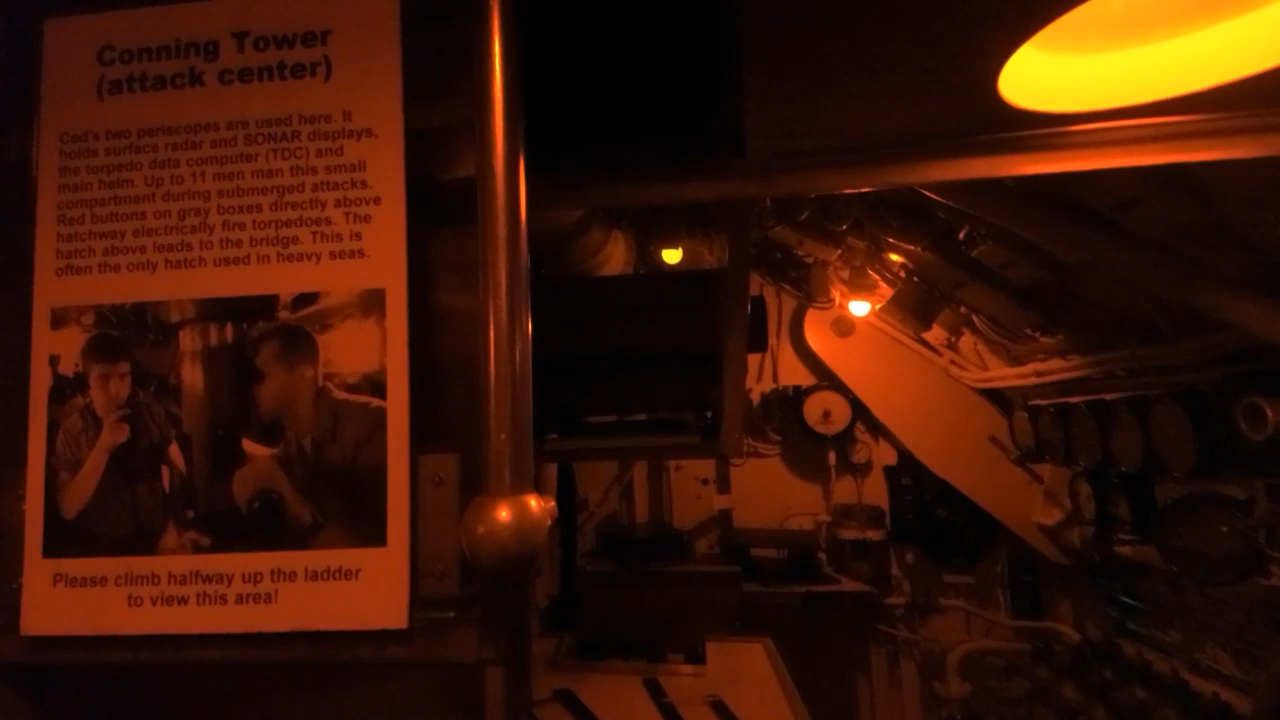 Conning Tower
(attack center)
Cod's two periscopes are used here. It
holds surface radar and SONAR displays,
the torpedo data computer (TDC) and
main helm. Up to 11 men man this small
compartment during submerged attacks.
Red buttons on gray boxes directly above
hatchway electrically fire torpedoes. The
hatch above leads to the bridge. This is
often the only hatch used in heavy seas.
Please climb halfway up the ladder
to view this area!